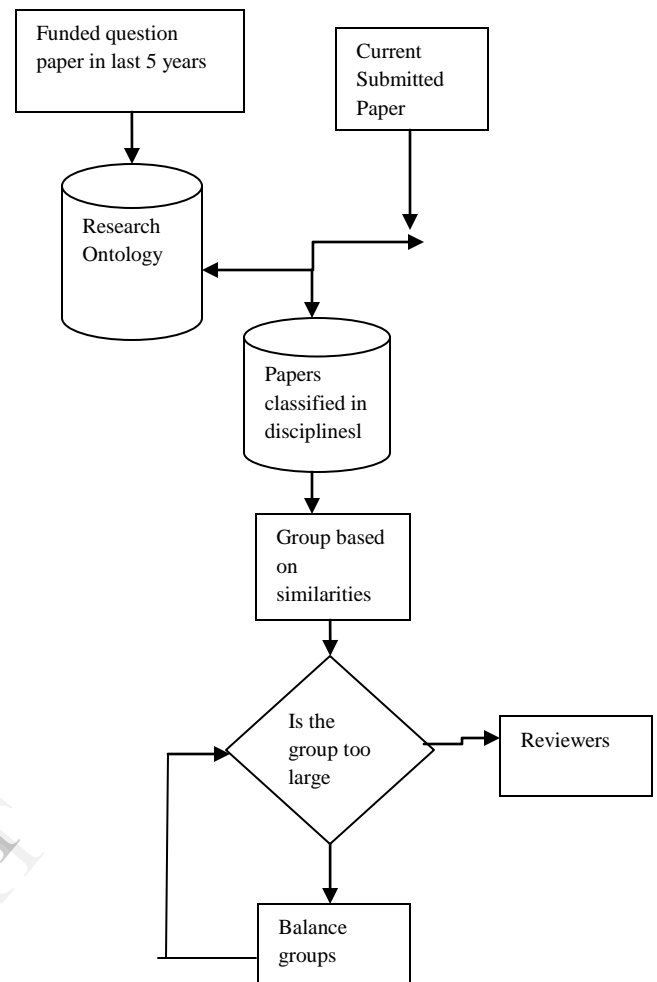 Funded question
paper in last 5 years
Current
Submitted
Paper
Research
Ontology
Papers
classified in
disciplinesl
Group based
on
similarities
Is the
group too
large
Reviewers
Balance
groups